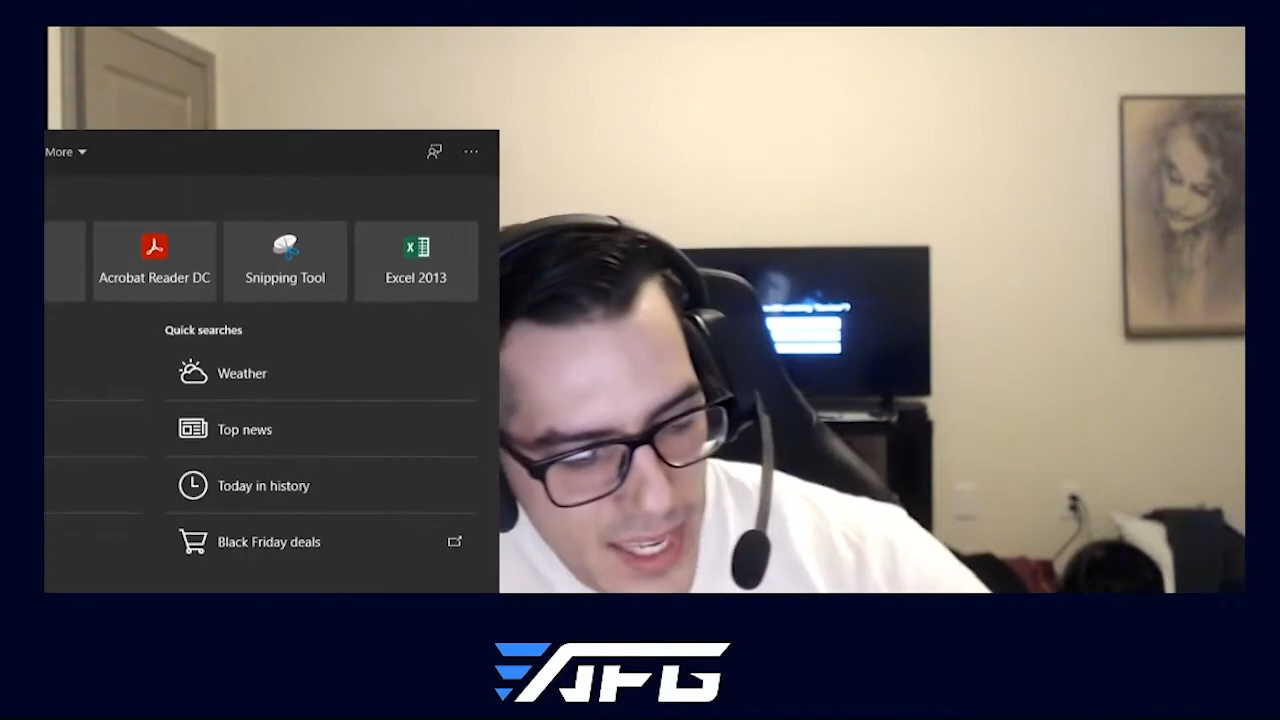 More
Acrobat Reader DC
Snipping Tool
Excel 2013
Quick searches
Weather
Top news
Today in history
Black Friday deals
AFG